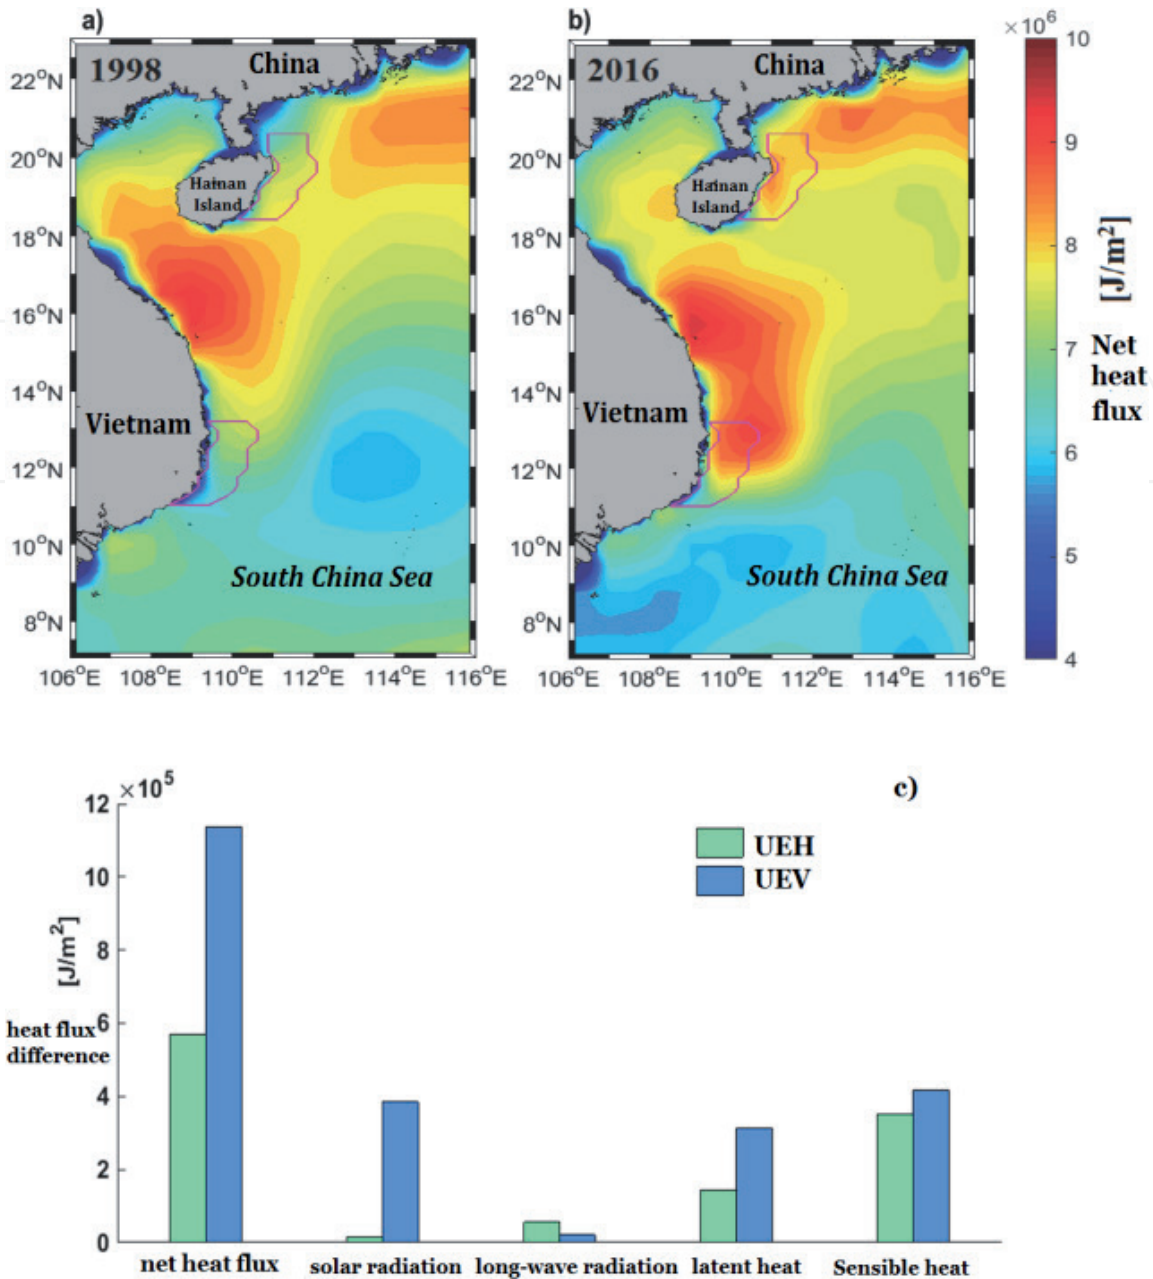 a)
b)
×10⁶
1998
China
2016
China
Hainan
Island
Hainan
Island
Vietnam
Vietnam
South China Sea
South China Sea
22°N
20°N
18°N
16°N
14°N
12°N
10°N
8°N
106°E 108°E 110°E 112°E 114°E 116°E
22°N
20°N
18°N
16°N
14°N
12°N
10°N
8°N
106°E 108°E 110°E 112°E 114°E 116°E
10
9
8
7
6
5
4
[J/m²]
Net
heat
flux
×10⁵
c)
12
10
8
6
4
2
0
[J/m²]
heat flux
difference
UEH
UEV
net heat flux solar radiation long-wave radiation latent heat Sensible heat